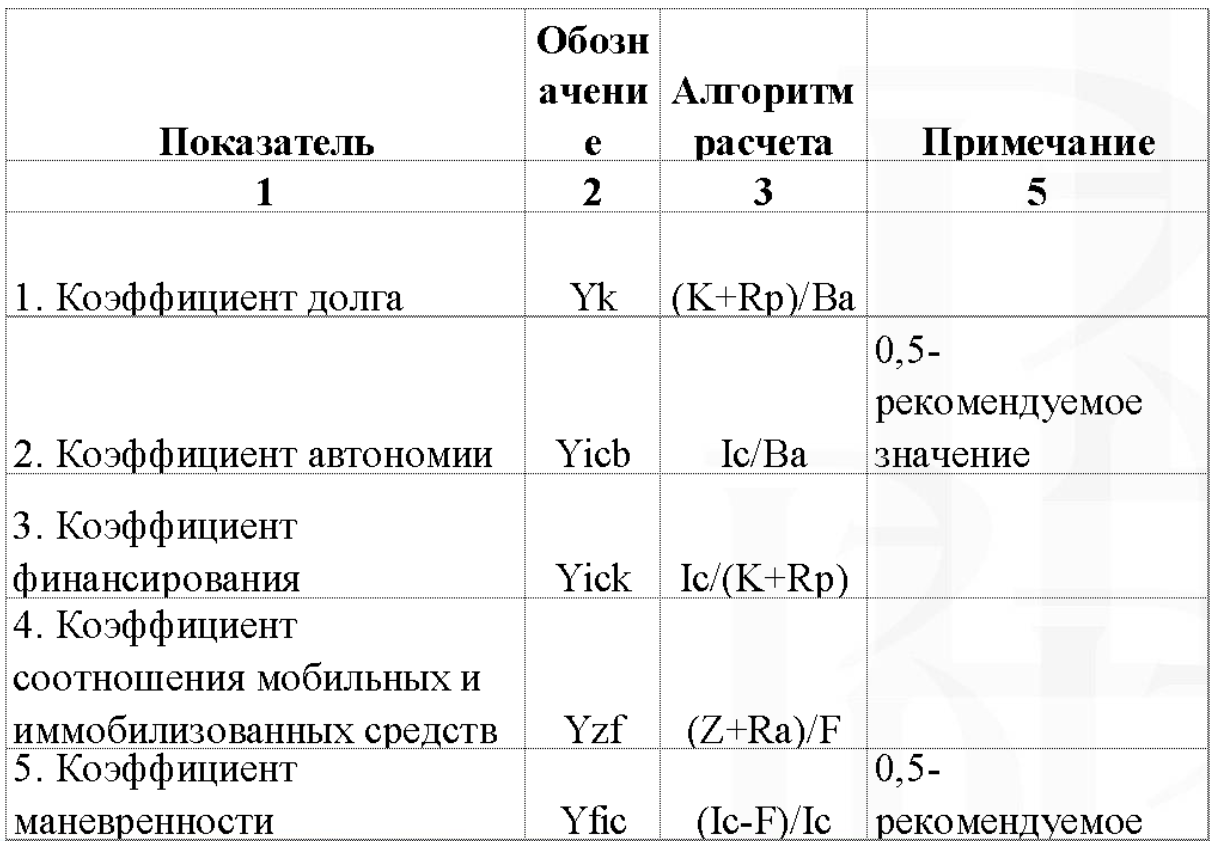 Обозн
ачени Алгоритм
Показатель е расчета Примечание
1 2 3 5
1. Коэффициент долга Yk (K+Rp)/Ba
0,5-
рекомендуемое
2. Коэффициент автономии Yicb Ic/Ba значение
3. Коэффициент
финансирования Yick Ic/(K+Rp)
4. Коэффициент
соотношения мобильных и
иммобилизованных средств Yzf (Z+Ra)/F
5. Коэффициент 0,5-
маневренности Yfic (Ic-F)/Ic рекомендуемое